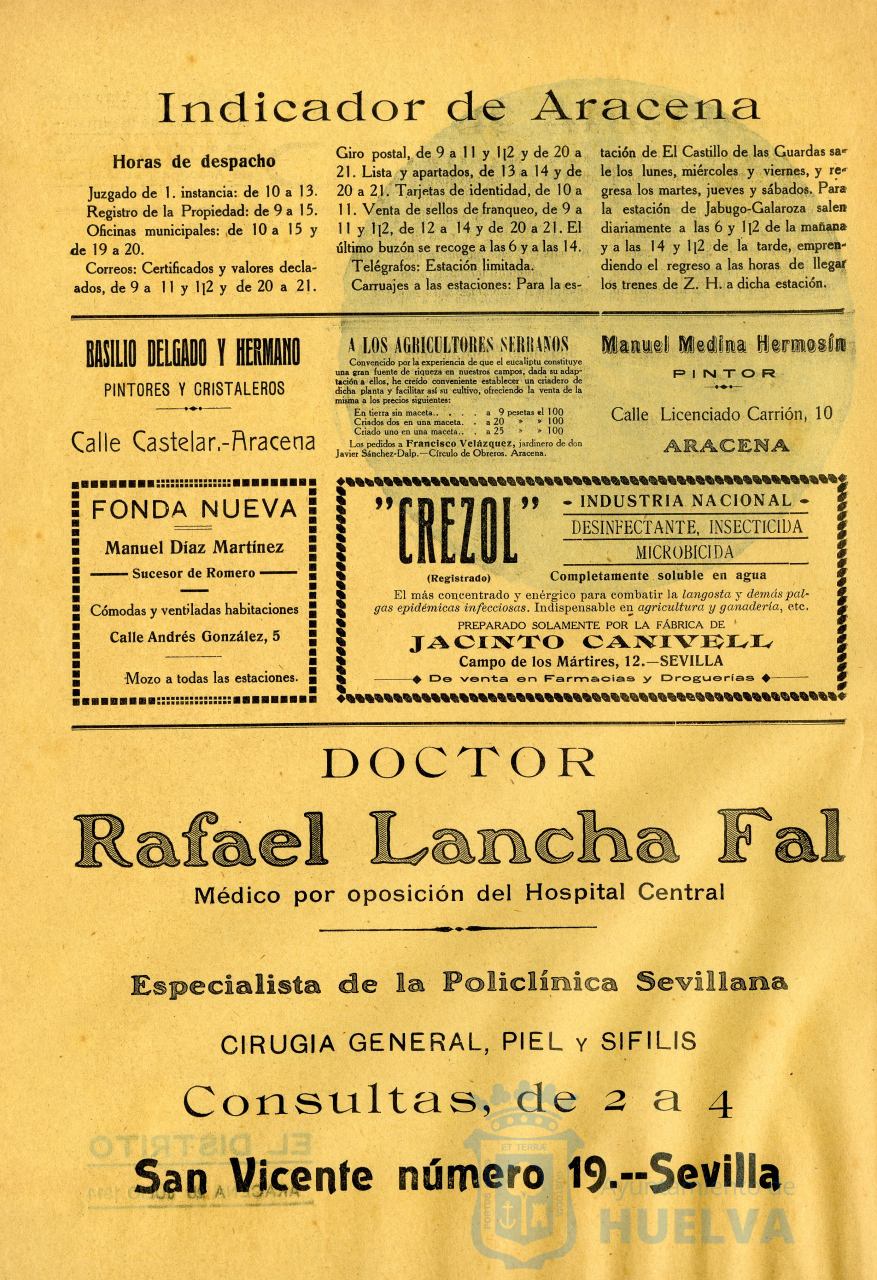 Indicador de Aracena
Horas de despacho
Juzgado de 1. instancia: de 10 a 13.
Registro de la Propiedad: de 9 a 15.
Oficinas municipales: de 10 a 15 y
de 19 a 20.
Correos: Certificados y valores decla-
ados, de 9 a 11 y 1|2 y de 20 a 21.
Giro postal, de 9 a 11 y 1|2 y de 20 a
21. Lista y apartados, de 13 a 14 y de
20 a 21. Tarjetas de identidad, de 10 a
11. Venta de sellos de franqueo, de 9 a
11 y 1|2, de 12 a 14 y de 20 a 21. El
último buzón se recoge a las 6 y a las 14.
Telégrafos: Estación limitada.
Carruajes a las estaciones: Para la es-
tación de El Castillo de las Guardas sa-
le los lunes, miércoles y viernes, y re-
gresa los martes, jueves y sábados. Para
la estación de Jabugo-Galaroza salen
diariamente a las 6 y 1|2 de la mañana
y a las 14 y 1|2 de la tarde, empren-
diendo el regreso a las horas de llegar
los trenes de Z. H. a dicha estación.
BASILIO DELGADO Y HERMANO
PINTORES Y CRISTALEROS
Calle Castelar.-Aracena
A LOS AGRICULTORES SERRANOS
Convencido por la experiencia de que el eucaliptu constituye
una gran fuente de riqueza en nuestros campos, dada su adap-
tación a ellos, he creído conveniente establecer un criadero de
dicha planta y facilitar así su cultivo, ofreciendo la venta de la
misma a los precios siguientes:
En tierra sin maceta. . . . . a 9 pesetas el 100
Criados dos en una maceta. . a 20 » » 100
Criado uno en una maceta. . . a 25 » » 100
Los pedidos a Francisco Velázquez, jardinero de don
Javier Sánchez-Dalp.—Círculo de Obreros. Aracena.
Manuel Medina Hermosín
PINTOR
Calle Licenciado Carrión, 10
ARACENA
FONDA NUEVA
Manuel Díaz Martínez
Sucesor de Romero
Cómodas y ventiladas habitaciones
Calle Andrés González, 5
Mozo a todas las estaciones.
"CREZOL"
(Registrado)
- INDUSTRIA NACIONAL -
DESINFECTANTE, INSECTICIDA
MICROBICIDA
Completamente soluble en agua
El más concentrado y enérgico para combatir la langosta y demás pal-
gas epidémicas infecciosas. Indispensable en agricultura y ganadería, etc.
PREPARADO SOLAMENTE POR LA FÁBRICA DE
JACINTO CANIVELL
Campo de los Mártires, 12.—SEVILLA
De venta en Farmacias y Droguerías
DOCTOR
Rafael Lancha Fal
Médico por oposición del Hospital Central
Especialista de la Policlínica Sevillana
CIRUGIA GENERAL, PIEL Y SIFILIS
Consultas, de 2 a 4
San Vicente número 19.--Sevilla
EL DISTRITO
Ayuntamiento de
HUELVA